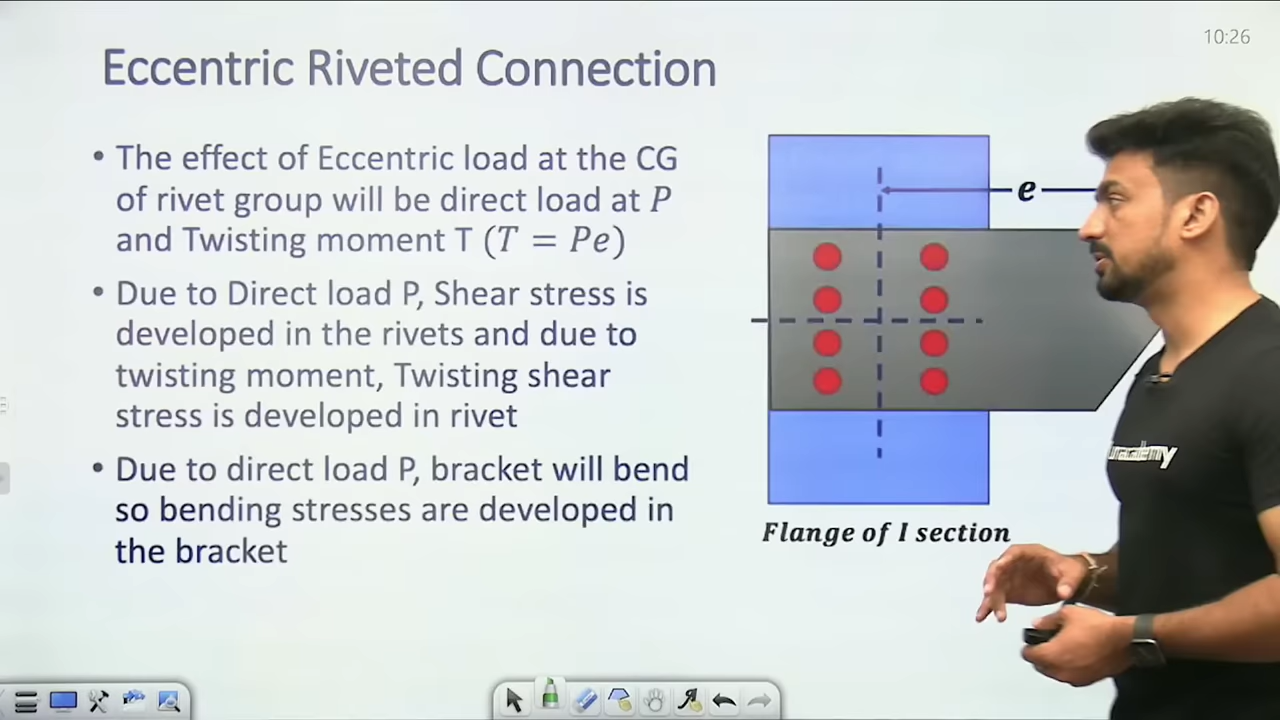 10:26
Eccentric Riveted Connection
• The effect of Eccentric load at the CG
of rivet group will be direct load at P
and Twisting moment T (T = Pe)
• Due to Direct load P, Shear stress is
developed in the rivets and due to
twisting moment, Twisting shear
stress is developed in rivet
• Due to direct load P, bracket will bend
so bending stresses are developed in
the bracket
e
Flange of I section